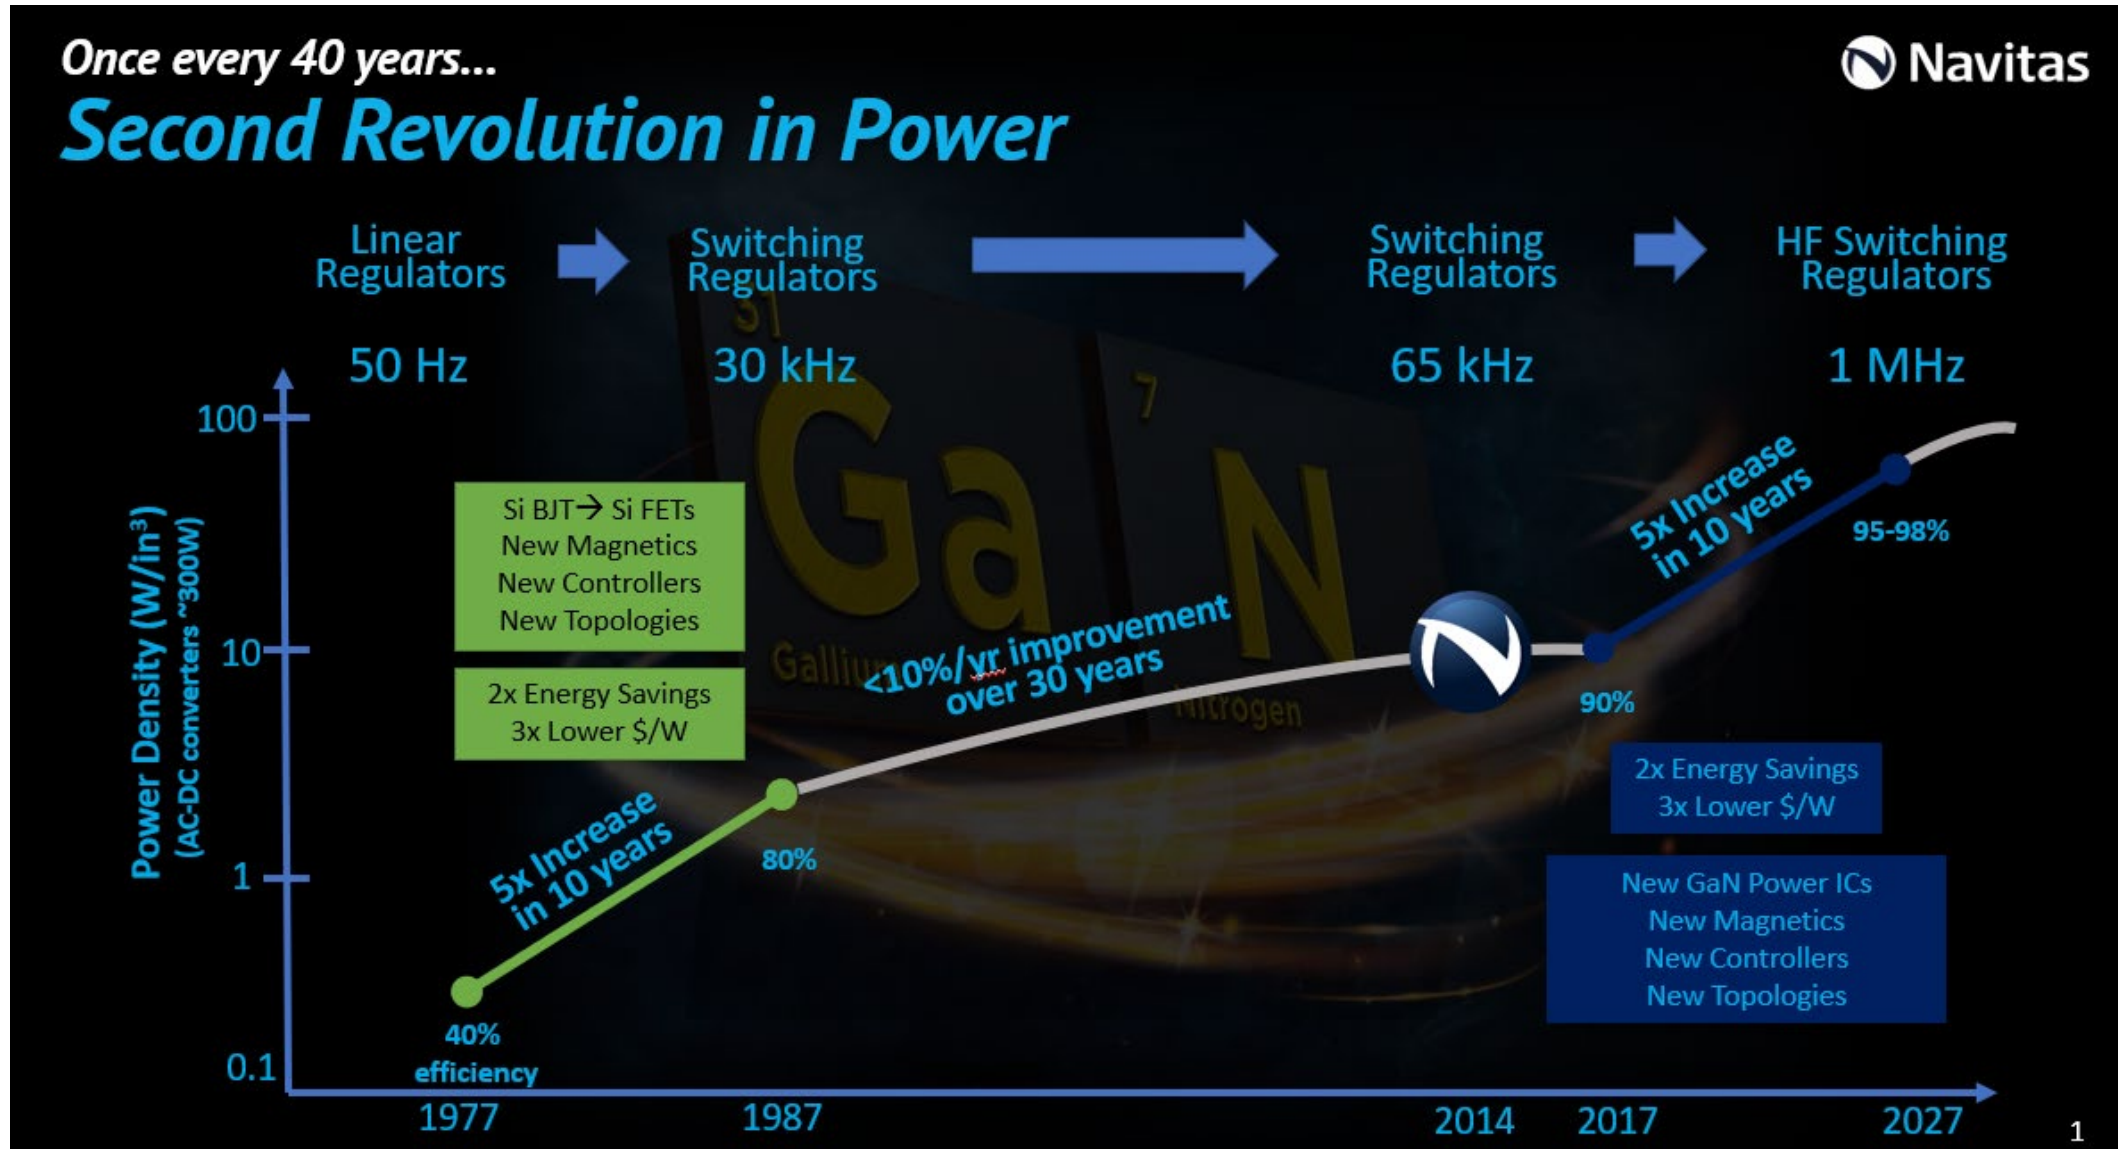 Once every 40 years...
Navitas
Second Revolution in Power
Linear
Regulators
Switching
Regulators
Switching
Regulators
HF Switching
Regulators
50 Hz
30 kHz
65 kHz
1 MHz
31
Ga
Gallium
7
N
Nitrogen
Power Density (W/in³)
(AC-DC converters ~300W)
100
10
1
0.1
Si BJT→ Si FETs
New Magnetics
New Controllers
New Topologies
2x Energy Savings
3x Lower $/W
5x Increase
in 10 years
<10%/yr improvement
over 30 years
5x Increase
in 10 years
40%
efficiency
80%
90%
95-98%
2x Energy Savings
3x Lower $/W
New GaN Power ICs
New Magnetics
New Controllers
New Topologies
1977
1987
2014
2017
2027
1